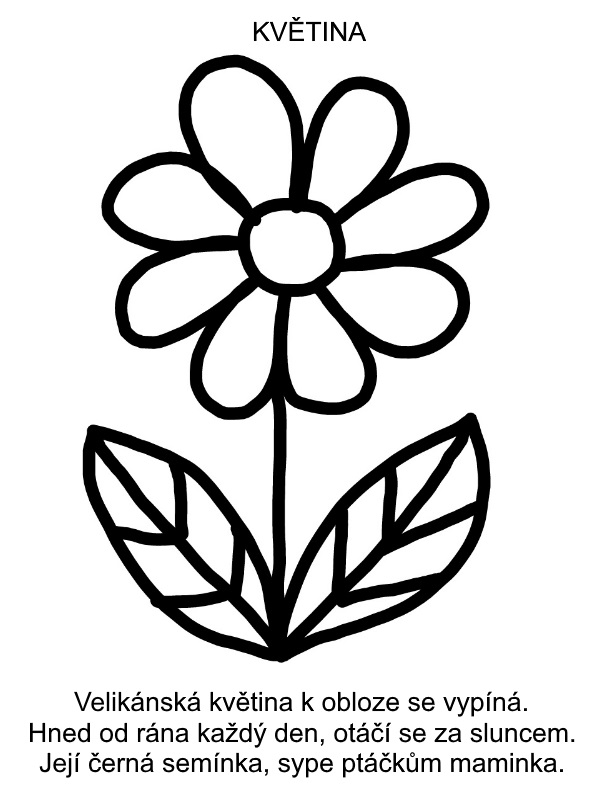 KVĚTINA
Velikánská květina k obloze se vypíná.
Hned od rána každý den, otáčí se za sluncem.
Její černá semínka, sype ptáčkům maminka.